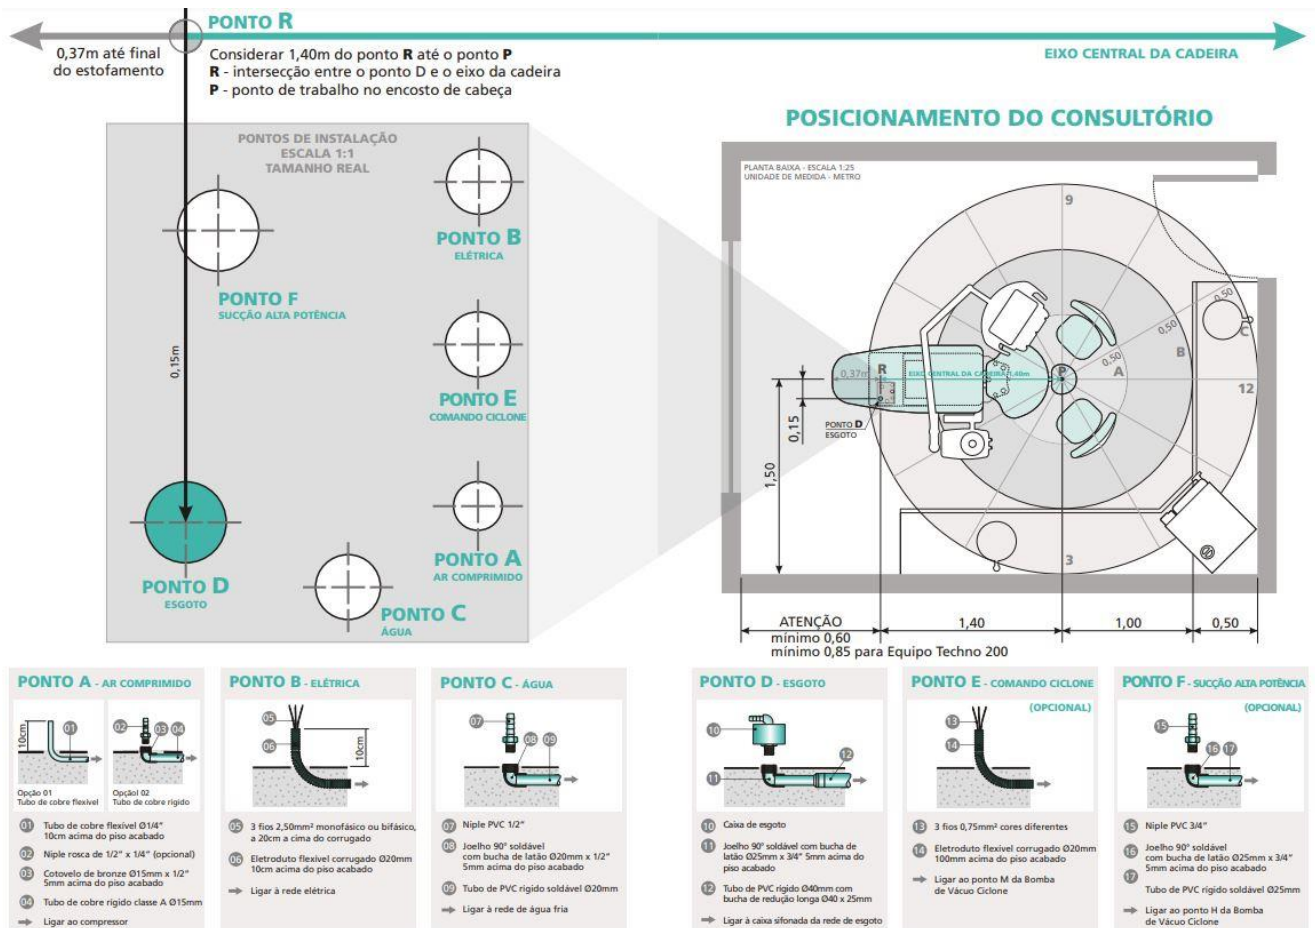 PONTO R
0,37m até final
do estofamento
Considerar 1,40m do ponto R até o ponto P
R - intersecção entre o ponto D e o eixo da cadeira
P - ponto de trabalho no encosto de cabeça
EIXO CENTRAL DA CADEIRA
PONTOS DE INSTALAÇÃO
ESCALA 1:1
TAMANHO REAL
PONTO B
ELÉTRICA
PONTO F
SUCÇÃO ALTA POTÊNCIA
0,15m
PONTO E
COMANDO CICLONE
PONTO A
AR COMPRIMIDO
PONTO D
ESGOTO
PONTO C
ÁGUA
POSICIONAMENTO DO CONSULTÓRIO
PLANTA BAIXA - ESCALA 1:25
UNIDADE DE MEDIDA - METRO
9
0,50
C
0,50
B
0,50
A
12
0,37m
R
EIXO CENTRAL DA CADEIRA 1,40m
P
PONTO D
ESGOTO
0,15
1,50
3
ATENÇÃO
mínimo 0,60
mínimo 0,85 para Equipo Techno 200
1,40
1,00
0,50
PONTO A - AR COMPRIMIDO
10cm
01
02
03
04
Opção 01
Tubo de cobre flexível
Opçãol 02
Tubo de cobre rígido
01 Tubo de cobre flexível Ø1/4"
10cm acima do piso acabado
02 Niple rosca de 1/2" x 1/4" (opcional)
03 Cotovelo de bronze Ø15mm x 1/2"
5mm acima do piso acabado
04 Tubo de cobre rígido classe A Ø15mm
Ligar ao compressor
PONTO B - ELÉTRICA
05
06
10cm
05 3 fios 2,50mm² monofásico ou bifásico,
a 20cm a cima do corrugado
06 Eletroduto flexível corrugado Ø20mm
10cm acima do piso acabado
Ligar à rede elétrica
PONTO C - ÁGUA
07
08
09
07 Niple PVC 1/2"
08 Joelho 90° soldável
com bucha de latão Ø20mm x 1/2"
5mm acima do piso acabado
09 Tubo de PVC rígido soldável Ø20mm
Ligar à rede de água fria
PONTO D - ESGOTO
10
11
12
10 Caixa de esgoto
11 Joelho 90° soldável com bucha de
latão Ø25mm x 3/4" 5mm acima do
piso acabado
12 Tubo de PVC rígido Ø40mm com
bucha de redução longa Ø40 x 25mm
Ligar à caixa sifonada da rede de esgoto
PONTO E - COMANDO CICLONE
(OPCIONAL)
13
14
13 3 fios 0,75mm² cores diferentes
14 Eletroduto flexível corrugado Ø20mm
100mm acima do piso acabado
Ligar ao ponto M da Bomba
de Vácuo Ciclone
PONTO F - SUCÇÃO ALTA POTÊNCIA
(OPCIONAL)
15
16
17
15 Niple PVC 3/4"
16 Joelho 90° soldável
com bucha de latão Ø25mm x 3/4"
5mm acima do piso acabado
17 Tubo de PVC rígido soldável Ø25mm
Ligar ao ponto H da Bomba
de Vácuo Ciclone